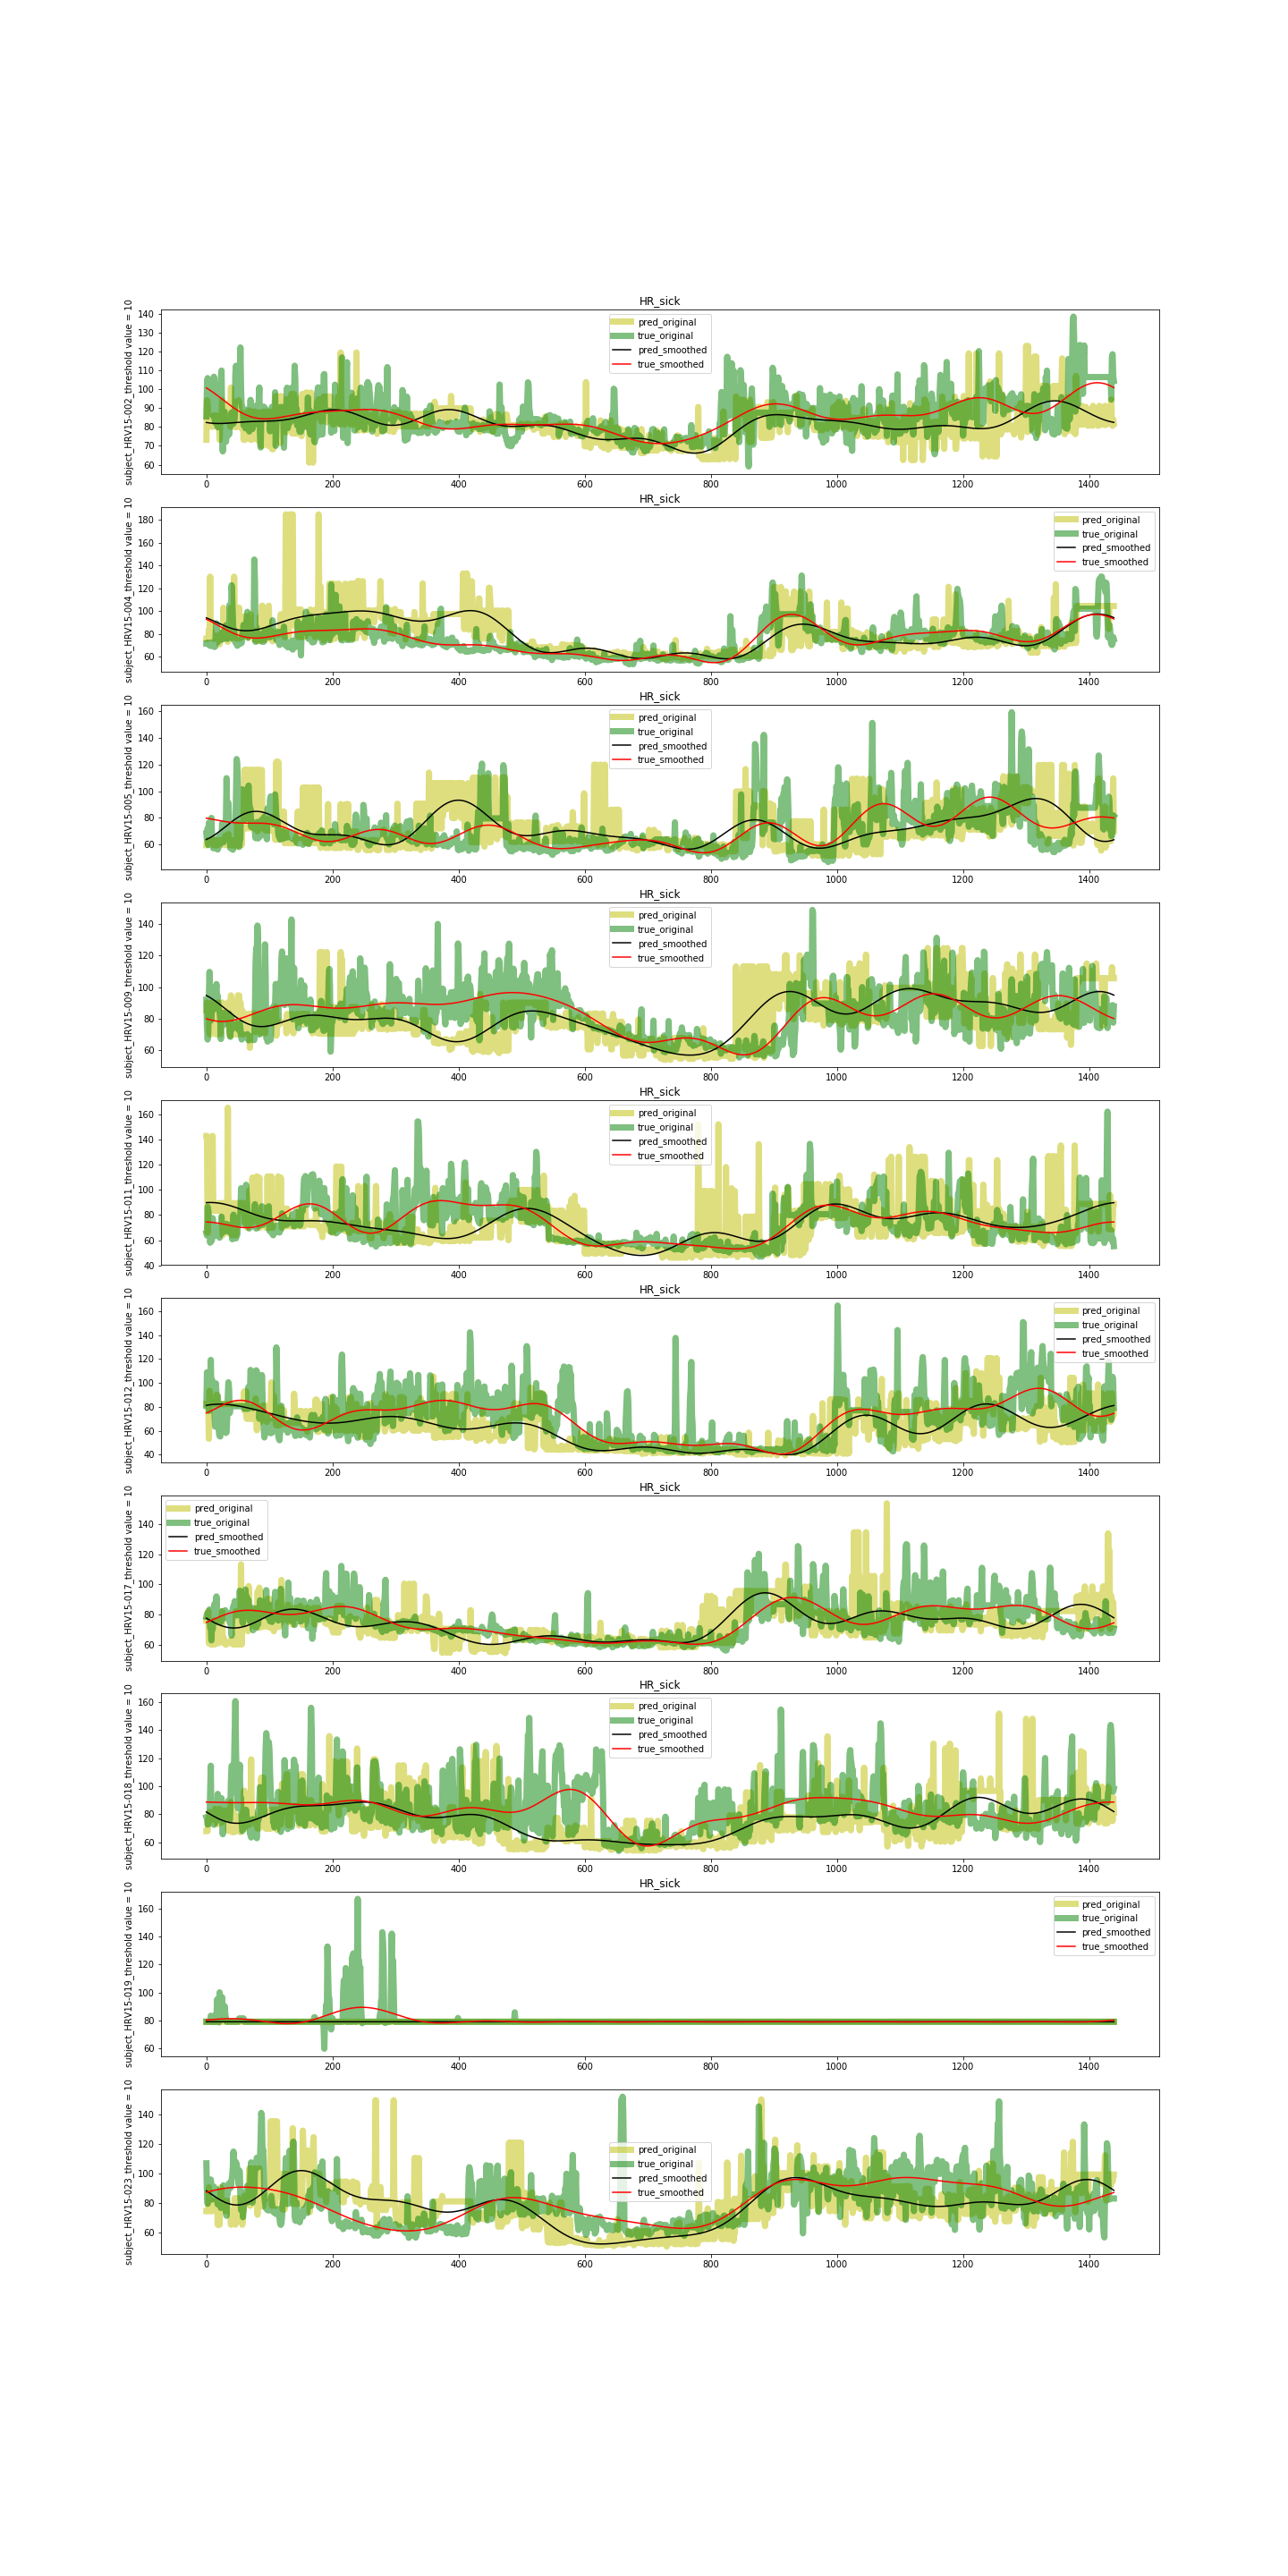 HR_sick
subject_HRV15-002_threshold value = 10
140
130
120
110
100
90
80
70
60
pred_original
true_original
pred_smoothed
true_smoothed
0 200 400 600 800 1000 1200 1400
HR_sick
subject_HRV15-004_threshold value = 10
180
160
140
120
100
80
60
pred_original
true_original
pred_smoothed
true_smoothed
0 200 400 600 800 1000 1200 1400
HR_sick
subject_HRV15-005_threshold value = 10
160
140
120
100
80
60
pred_original
true_original
pred_smoothed
true_smoothed
0 200 400 600 800 1000 1200 1400
HR_sick
subject_HRV15-009_threshold value = 10
140
120
100
80
60
pred_original
true_original
pred_smoothed
true_smoothed
0 200 400 600 800 1000 1200 1400
HR_sick
subject_HRV15-011_threshold value = 10
160
140
120
100
80
60
40
pred_original
true_original
pred_smoothed
true_smoothed
0 200 400 600 800 1000 1200 1400
HR_sick
subject_HRV15-012_threshold value = 10
160
140
120
100
80
60
40
pred_original
true_original
pred_smoothed
true_smoothed
0 200 400 600 800 1000 1200 1400
HR_sick
subject_HRV15-017_threshold value = 10
140
120
100
80
60
pred_original
true_original
pred_smoothed
true_smoothed
0 200 400 600 800 1000 1200 1400
HR_sick
subject_HRV15-018_threshold value = 10
160
140
120
100
80
60
pred_original
true_original
pred_smoothed
true_smoothed
0 200 400 600 800 1000 1200 1400
HR_sick
subject_HRV15-019_threshold value = 10
160
140
120
100
80
60
pred_original
true_original
pred_smoothed
true_smoothed
0 200 400 600 800 1000 1200 1400
subject_HRV15-023_threshold value = 10
140
120
100
80
60
pred_original
true_original
pred_smoothed
true_smoothed
0 200 400 600 800 1000 1200 1400